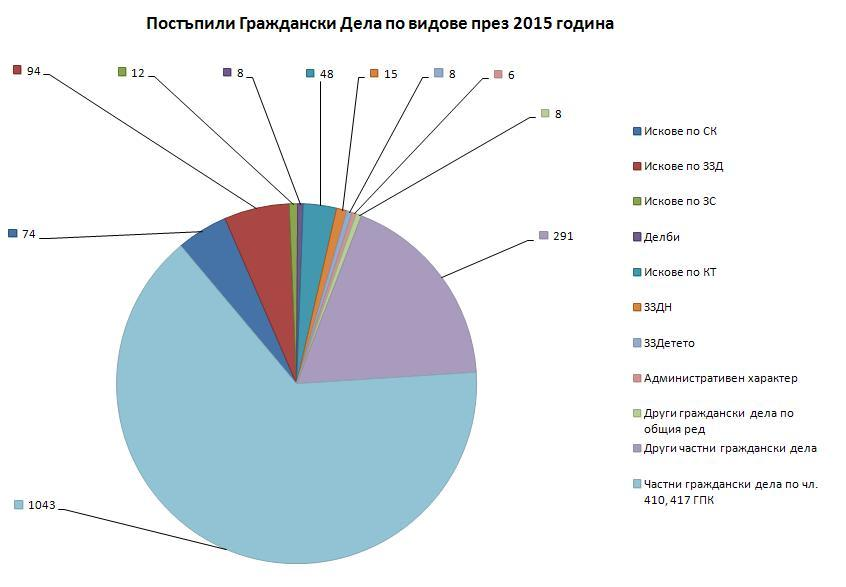 Постъпили Граждански Дела по видове през 2015 година
94
12
8
48
15
8
6
8
74
291
1043
Искове по СК
Искове по ЗЗД
Искове по ЗС
Делби
Искове по КТ
ЗЗДН
ЗЗДетето
Административен характер
Други граждански дела по
общия ред
Други частни граждански дела
Частни граждански дела по чл.
410, 417 ГПК